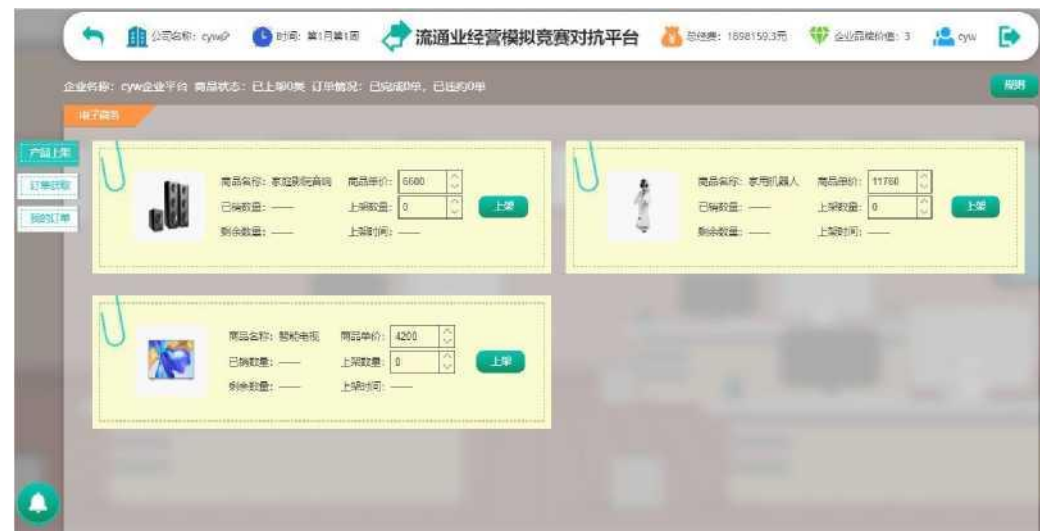 公司名称: cywP
时间: 第1月第1周
流通业经营模拟竞赛对抗平台
总经费: 1898159.3元
企业品牌价值: 3
cyw
企业名称: cyw企业平台 商品状态: 已上架0类 订单情况: 已完成0单, 已违约0单
规则
电子商务
产品上架
订单获取
我的订单
商品名称: 家庭影院音响 商品单价: 6600
已销数量: —— 上架数量: 0 上架
剩余数量: —— 上架时间: ——
商品名称: 家用机器人 商品单价: 11760
已销数量: —— 上架数量: 0 上架
剩余数量: —— 上架时间: ——
商品名称: 智能电视 商品单价: 4200
已销数量: —— 上架数量: 0 上架
剩余数量: —— 上架时间: ——